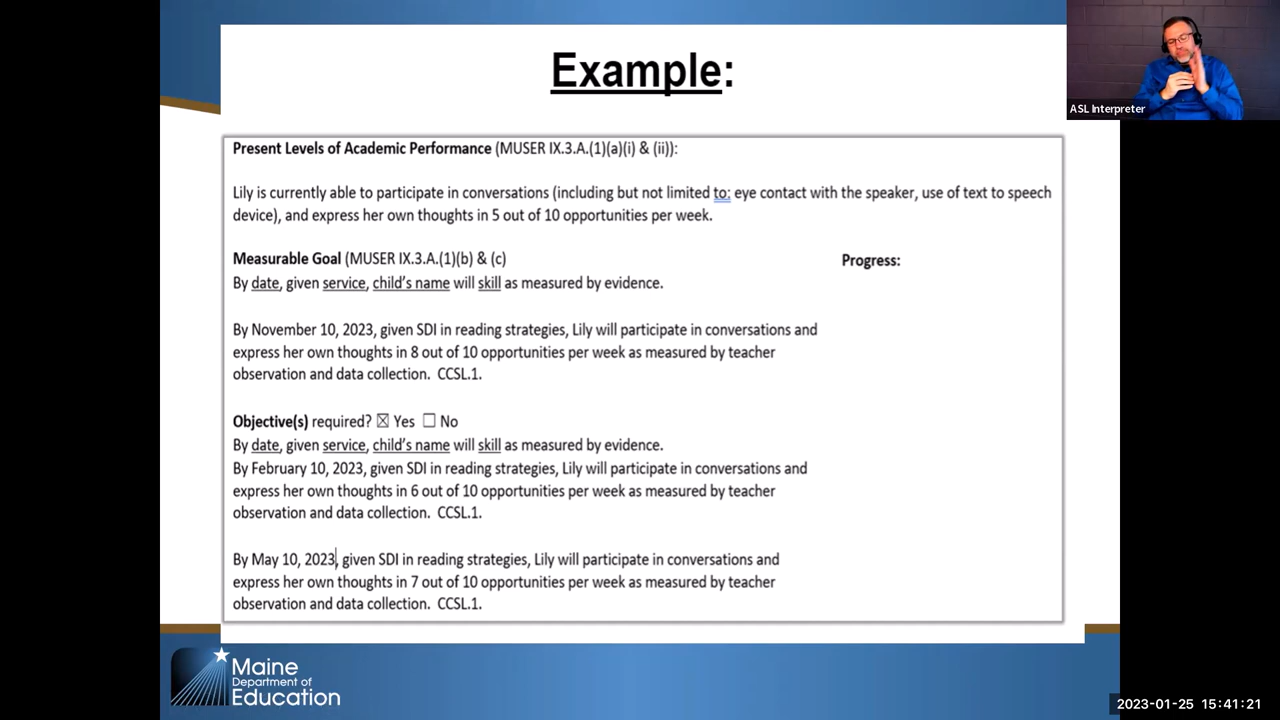 Example:
ASL Interpreter
Present Levels of Academic Performance (MUSER IX.3.A.(1)(a)(i) & (ii)):
Lily is currently able to participate in conversations (including but not limited to: eye contact with the speaker, use of text to speech
device), and express her own thoughts in 5 out of 10 opportunities per week.
Measurable Goal (MUSER IX.3.A.(1)(b) & (c)
Progress:
By date, given service, child's name will skill as measured by evidence.
By November 10, 2023, given SDI in reading strategies, Lily will participate in conversations and
express her own thoughts in 8 out of 10 opportunities per week as measured by teacher
observation and data collection. CCSL.1.
Objective(s) required? ☒ Yes ☐ No
By date, given service, child's name will skill as measured by evidence.
By February 10, 2023, given SDI in reading strategies, Lily will participate in conversations and
express her own thoughts in 6 out of 10 opportunities per week as measured by teacher
observation and data collection. CCSL.1.
By May 10, 2023, given SDI in reading strategies, Lily will participate in conversations and
express her own thoughts in 7 out of 10 opportunities per week as measured by teacher
observation and data collection. CCSL.1.
Maine
Department of
Education
2023-01-25 15:41:21